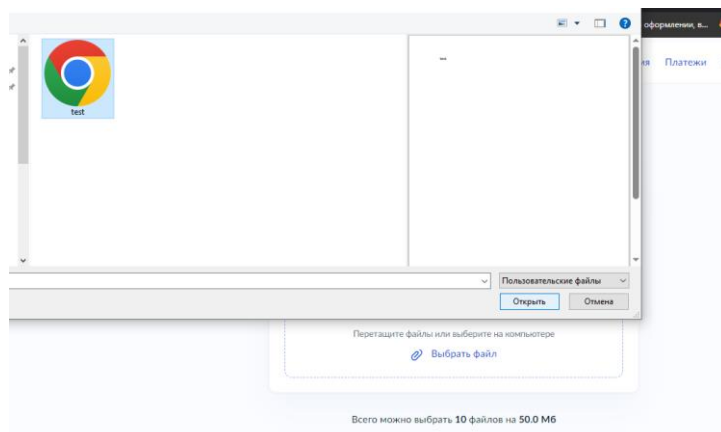 оформлении, в...
ия Платежи
test
Пользовательские файлы
Открыть
Отмена
Перетащите файлы или выберите на компьютере
Выбрать файл
Всего можно выбрать 10 файлов на 50.0 Мб